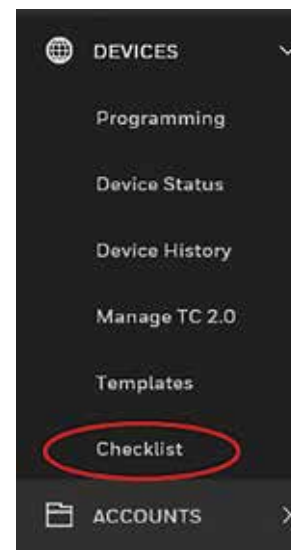 DEVICES
Programming
Device Status
Device History
Manage TC 2.0
Templates
Checklist
ACCOUNTS